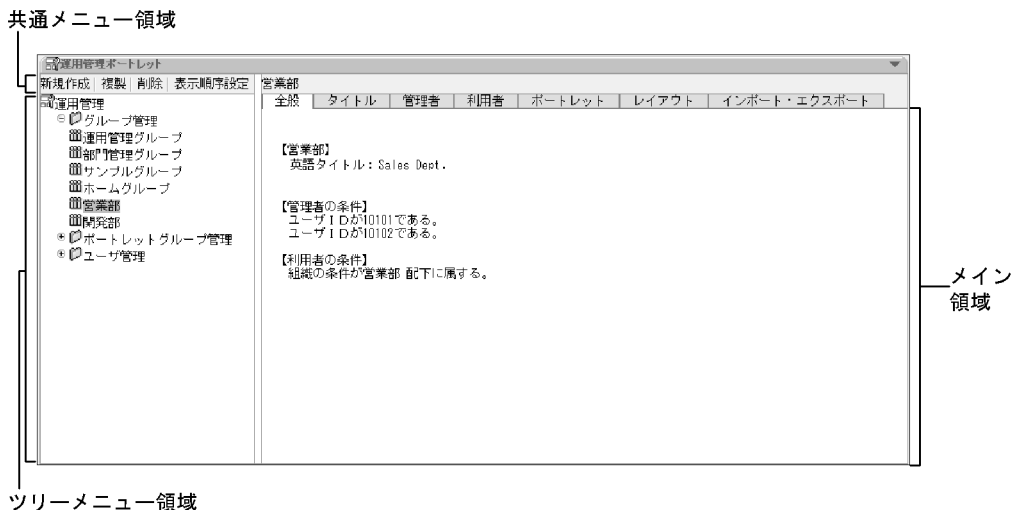 共通メニュー領域
運用管理ポートレット
新規作成 複製 削除 表示順序設定
営業部
全般 タイトル 管理者 利用者 ポートレット レイアウト インポート・エクスポート
運用管理
グループ管理
運用管理グループ
部門管理グループ
サンプルグループ
ホームグループ
営業部
開発部
ポートレットグループ管理
ユーザ管理
【営業部】
英語タイトル：Sales Dept.
【管理者の条件】
ユーザＩＤが10101である。
ユーザＩＤが10102である。
【利用者の条件】
組織の条件が営業部 配下に属する。
メイン
領域
ツリーメニュー領域